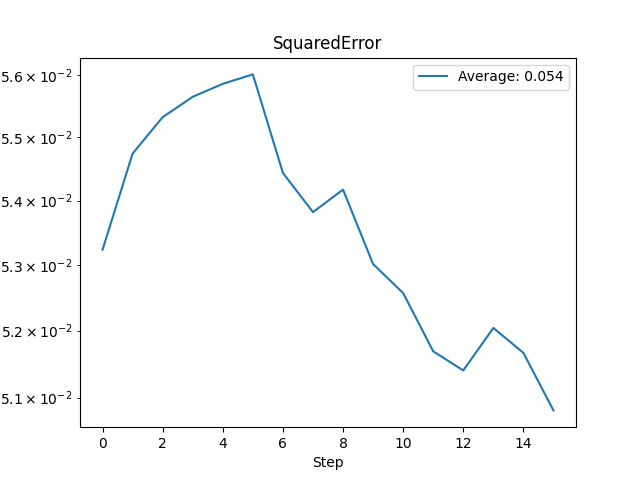 SquaredError
Average: 0.054
5.6 × 10⁻²
5.5 × 10⁻²
5.4 × 10⁻²
5.3 × 10⁻²
5.2 × 10⁻²
5.1 × 10⁻²
0 2 4 6 8 10 12 14
Step